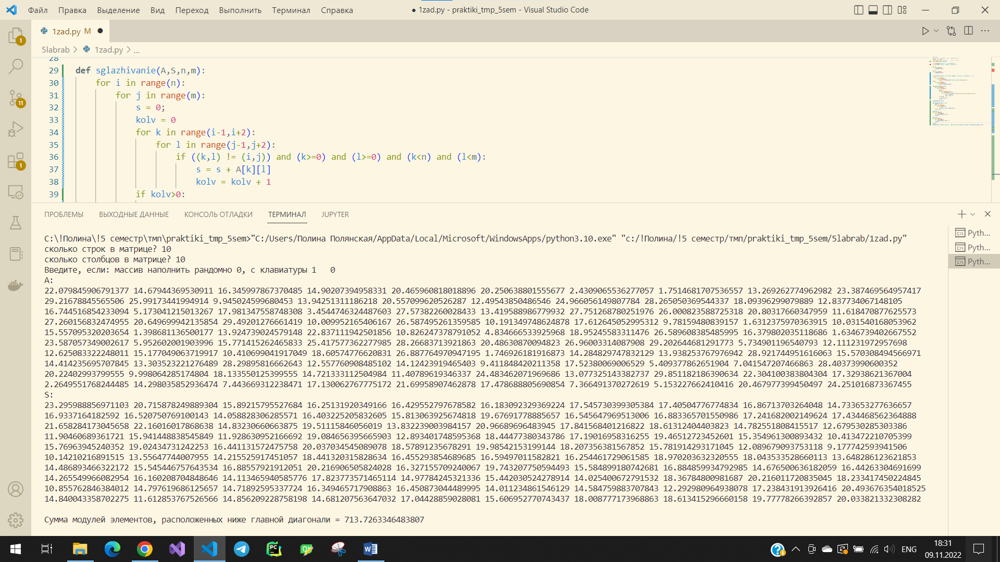 Файл Правка Выделение Вид Переход Выполнить Терминал Справка
● 1zad.py - praktiki_tmp_5sem - Visual Studio Code
1zad.py M ●
5labrab > 1zad.py > ...
28
29 def sglazhivanie(A,S,n,m):
30 for i in range(n):
31 for j in range(m):
32 s = 0;
33 kolv = 0
34 for k in range(i-1,i+2):
35 for l in range(j-1,j+2):
36 if ((k,l) != (i,j)) and (k>=0) and (l>=0) and (k<n) and (l<m):
37 s = s + A[k][l]
38 kolv = kolv + 1
39 if kolv>0:
1
11
1
ПРОБЛЕМЫ ВЫХОДНЫЕ ДАННЫЕ КОНСОЛЬ ОТЛАДКИ ТЕРМИНАЛ JUPYTER
C:\!Полина\!5 семестр\тмп\praktiki_tmp_5sem>"C:/Users/Полина Полянская/AppData/Local/Microsoft/WindowsApps/python3.10.exe" "c:/!Полина/!5 семестр/тмп/praktiki_tmp_5sem/5labrab/1zad.py"
сколько строк в матрице? 10
сколько столбцов в матрице? 10
Введите, если: массив наполнить рандомно 0, с клавиатуры 1 0
A:
22.079845906791377 14.67944369530911 16.345997867370485 14.90207394958331 20.465960818018896 20.250638801555677 2.4309065536277057 1.7514681707536557 13.269262774962982 23.387469564957417
29.21678845565506 25.99173441994914 9.945024599680453 13.94251311186218 20.557099620526287 12.49543850486546 24.966056149807784 28.265050369544337 18.09396299079889 12.837734067148105
16.744516854233094 5.173041215013267 17.981347558748308 3.4544746324487603 27.57382260028433 13.419588986779932 27.751268780251976 26.000823588725318 20.80317660347959 11.618470877625573
27.260156832474955 20.649699942135854 29.49201276661419 10.009952165406167 26.587495261359585 10.191349748624878 17.612645052995312 9.78159480839157 1.6312375970363915 10.031540168053962
15.557095320203654 1.398681136500177 13.924739024579148 22.837111942501856 10.826247378791052 4.834666533925968 18.95245583311476 26.589608385485995 16.379802035118686 1.6346739402667552
23.587057349002617 5.952602001903996 15.771415262465833 25.417577362277985 28.26683713921863 20.48630870094823 26.96003314087908 29.202644681291773 5.734901196540793 12.111231972957698
12.625083322248011 15.177049063719917 10.410699041917049 18.60574776620831 26.887764970947195 1.746926181916873 14.284829747832129 13.938253767976942 28.921744951616063 15.570308494566971
14.414235695707845 13.303523221276489 28.29895816662643 12.557760908485102 14.12423919465403 9.411848420211358 17.52380069006529 5.409377862651904 7.041547207466863 28.40373990600352
20.22402993799555 9.998064285174804 18.133550125399555 14.721333112504984 11.40789619346337 24.483462071969686 13.077325143382737 29.851182186390634 22.304100383804304 17.32938621367004
2.2649551768244485 14.298035852936474 7.443669312238471 17.130062767775172 21.69958907462878 17.478688805690854 7.366491370272619 5.153227662410416 20.467977399450497 24.251016873367455
S:
23.295988856971103 20.715878249889304 15.89215795527684 16.25131920349166 16.429552797678582 16.183092329369224 17.545730399305384 17.40504776774834 16.86713703264048 14.733653277636657
16.9337164182592 16.520750769100143 14.058828306285571 16.403225205832605 15.813063925674818 19.67691778885657 16.545647969513006 16.883365701550986 17.241682002149624 17.434468562364888
21.658284173045658 22.16016017868638 14.83230660663875 19.51115846056019 13.832239003984157 20.96689696483945 17.841568401216822 18.61312404403823 14.782551808415517 12.679530285303386
11.90460689361721 15.941448838545849 11.928630952166692 19.084656395665903 12.893401748595368 18.44477380343786 17.19016958316255 19.46512723452601 15.354961300893432 10.413472210705399
15.76963945240352 19.02434731242253 16.441131572475758 20.037034545089078 18.57891235678291 19.98542153199144 18.207356381567852 15.781914293171045 12.089679093753118 9.177742593941506
10.14210216891515 13.55647744007955 14.215525917451057 18.441320315828634 16.455293854689685 16.59497011582821 16.254461729061585 18.970203632320555 18.043533528660113 13.648286123621853
14.486893466322172 15.545446757643534 16.88557921912051 20.216906505824028 16.327155709240067 19.743207750594493 15.584899180742681 16.884859934792985 14.676500636182059 16.44263304691699
14.265549966082954 16.160208704848646 14.113465940585776 17.823773571465114 14.97784245321336 15.442030524278914 14.025400672791532 18.36784800981687 20.216011720835045 18.233417450224845
10.855762846384012 14.797619686125657 14.71892595337724 16.349465717908863 16.450873044489995 14.011234861546129 14.584759883707843 12.292980964938078 17.238431913926416 20.493676354018525
14.840043358702275 11.612853767526566 14.856209228758198 14.681207563647032 17.04428859028081 15.606952770743437 18.008777173968863 18.613415296660158 19.77778266392857 20.033821332308282
Сумма модулей элементов, расположенных ниже главной диагонали = 713.7263346483807
Pyth...
Pyth...
Pyth...
ENG
18:31
09.11.2022